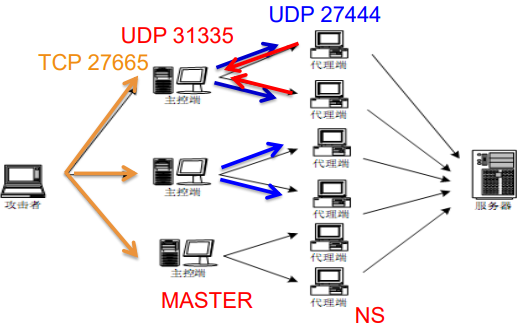 UDP 27444
UDP 31335
TCP 27665
代理端
主控端
代理端
代理端
攻击者
主控端
服务器
代理端
代理端
主控端
代理端
MASTER
NS